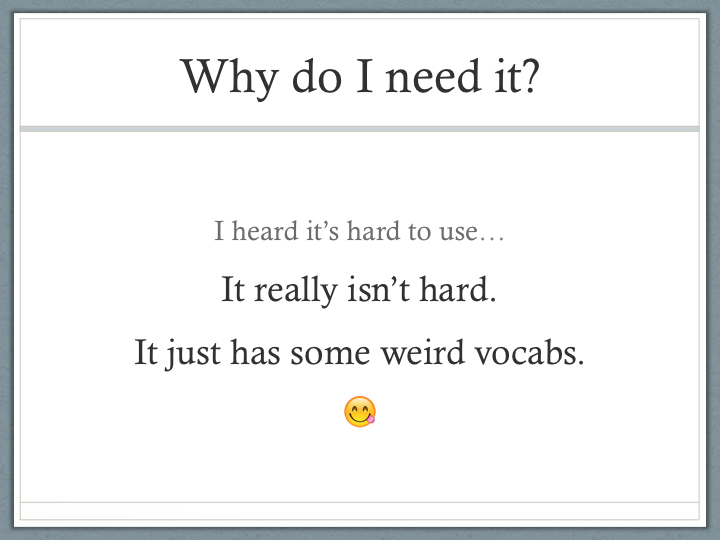 Why do I need it?
I heard it’s hard to use…
It really isn’t hard.
It just has some weird vocabs.
😋